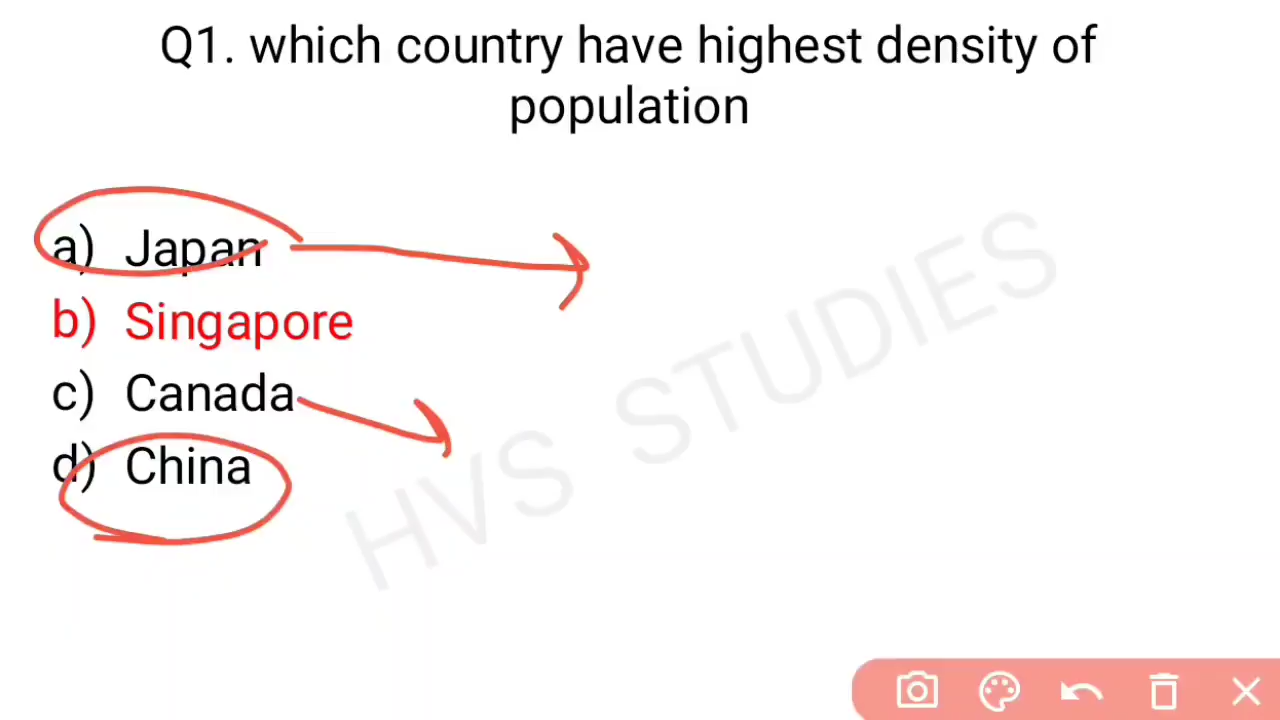 Q1. which country have highest density of
population
a) Japan
b) Singapore
c) Canada
d) China
HVS STUDIES